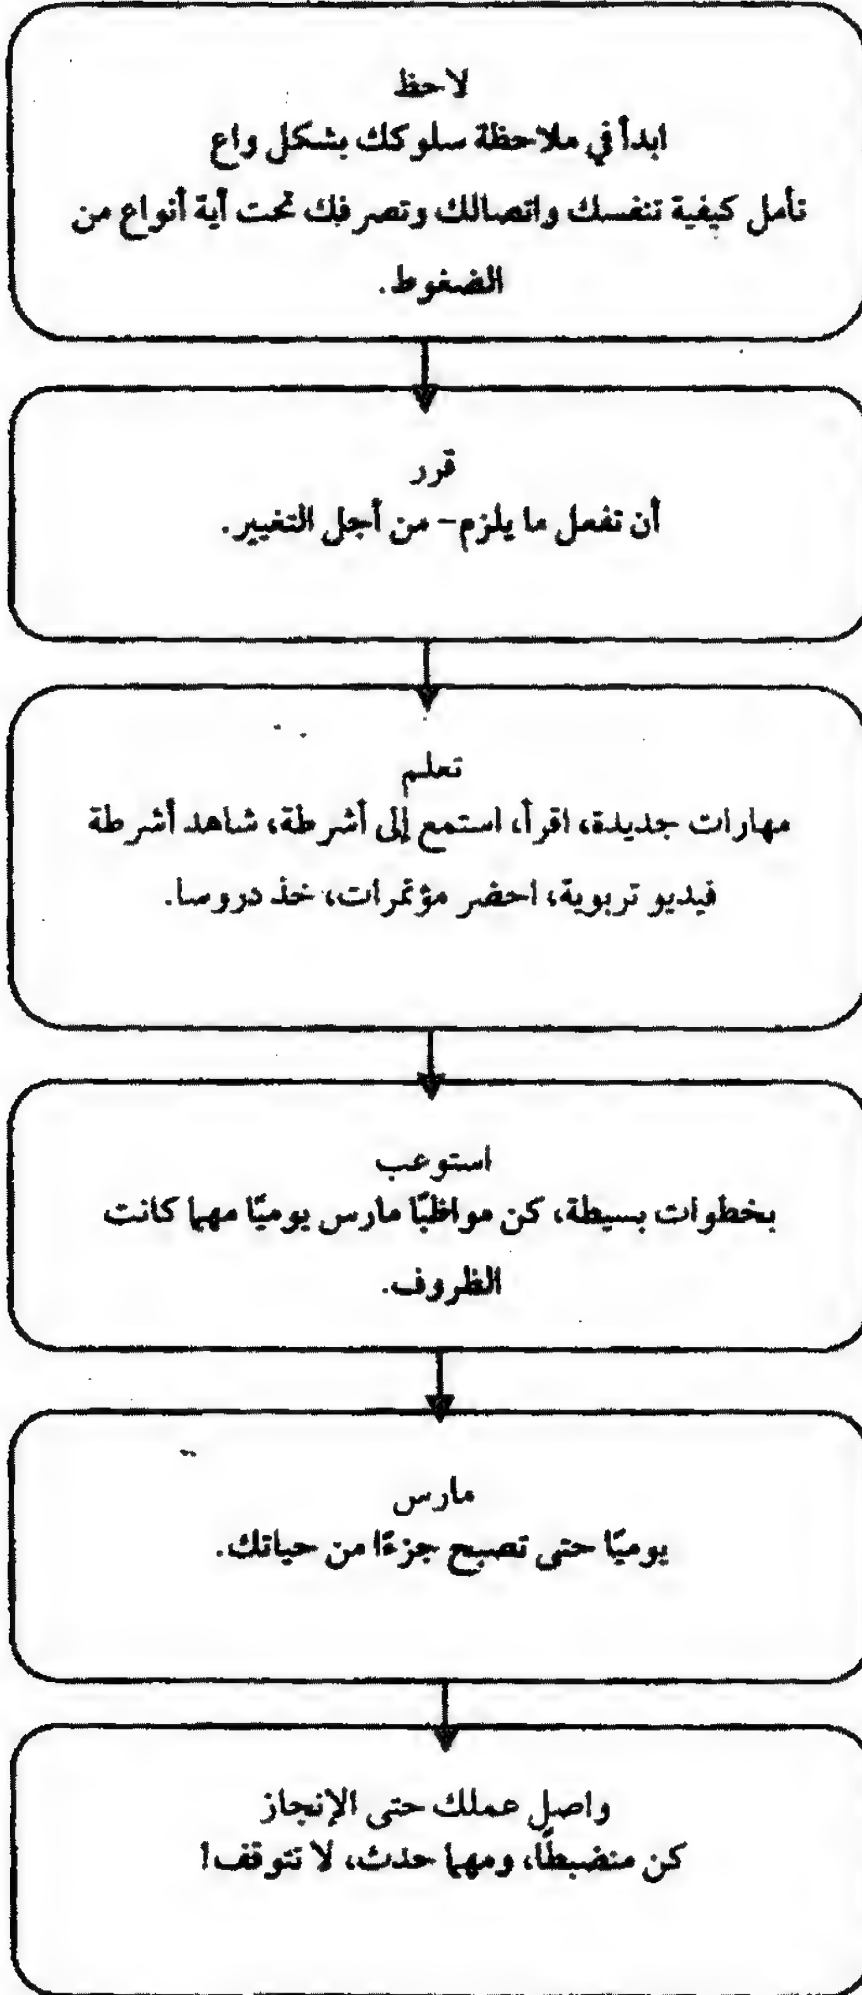 لاحظ
ابدأ في ملاحظة سلوكك بشكل واع
تأمل كيفية تنفسك واتصالك وتصرفك تحت أية أنواع من
الضغوط.
قرر
أن تفعل ما يلزم - من أجل التغيير.
تعلم
مهارات جديدة، اقرأ، استمع إلى أشرطة، شاهد أشرطة
فيديو تربوية، احضر مؤتمرات، خذ دروسا.
استوعب
بخطوات بسيطة، كن مواظبًا مارس يوميًا مهما كانت
الظروف.
مارس
يوميًا حتى تصبح جزءًا من حياتك.
واصل عملك حتى الإنجاز
كن منضبطًا، ومهما حدث، لا تتوقف!